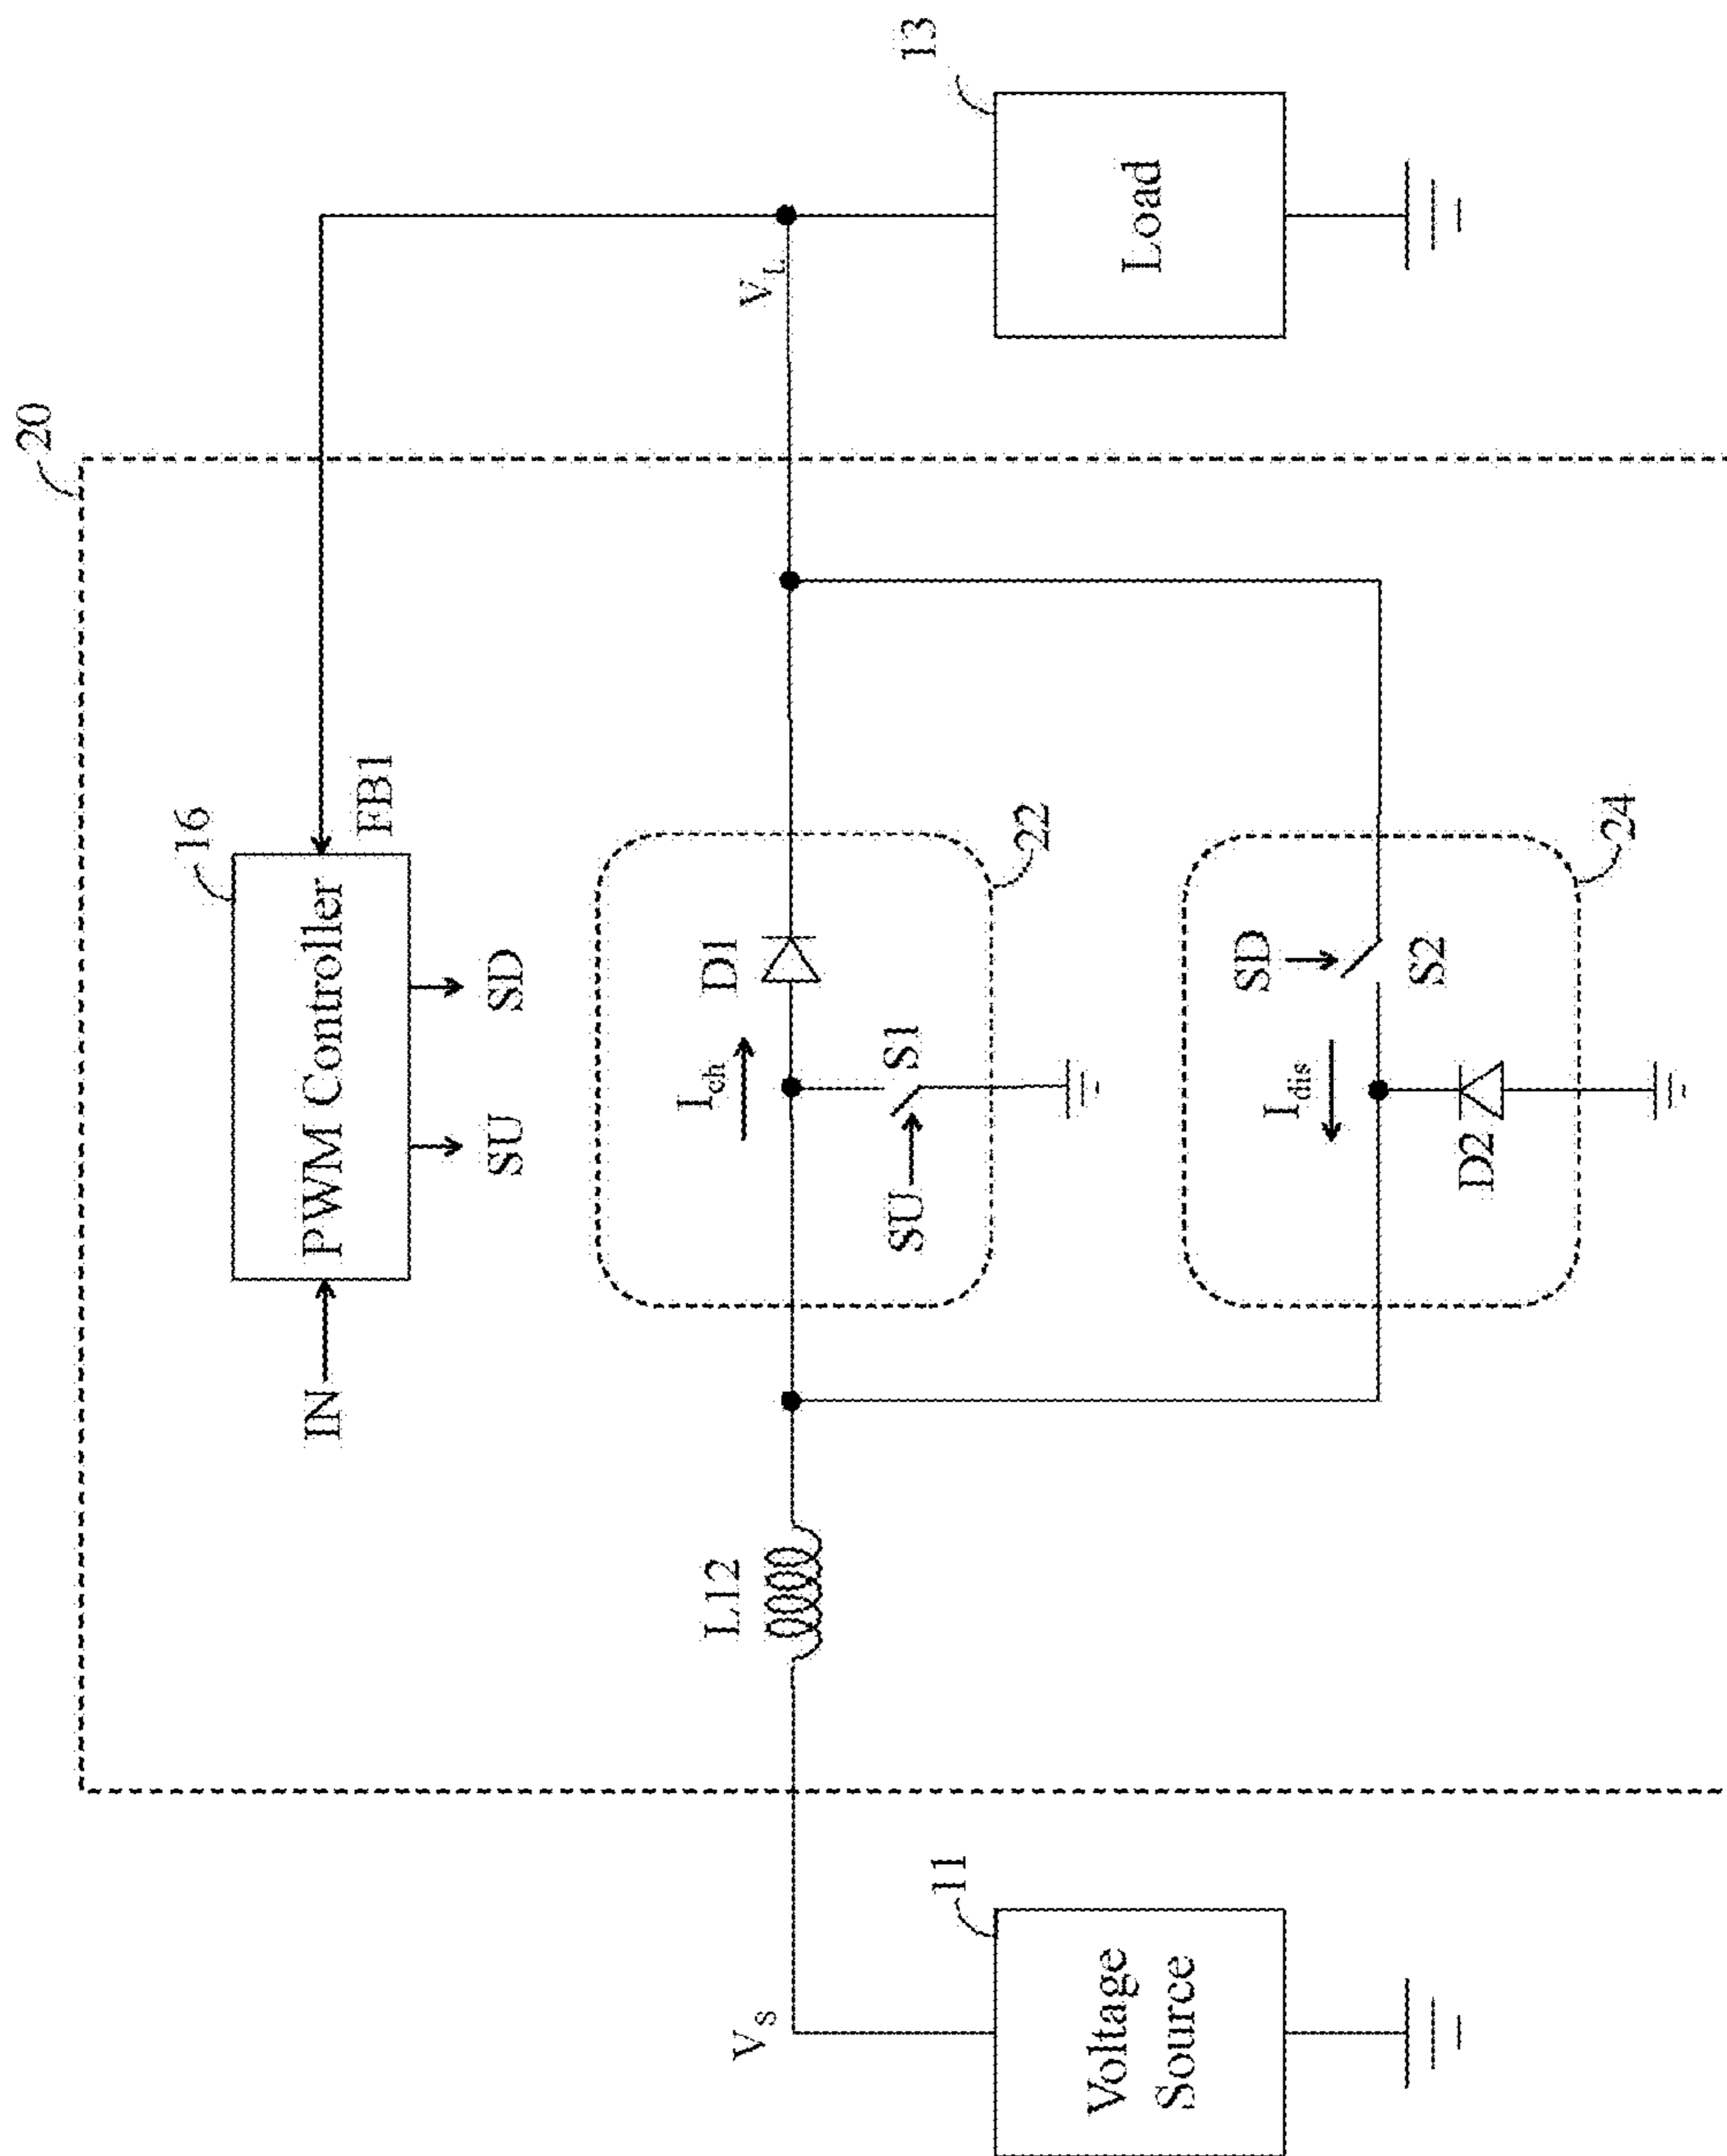 20
16
IN
PWM Controller
FB1
SU
SD
L12
I_ch
D1
SU
S1
22
V_S
V_L
11
Voltage
Source
13
Load
I_dis
SD
S2
D2
24